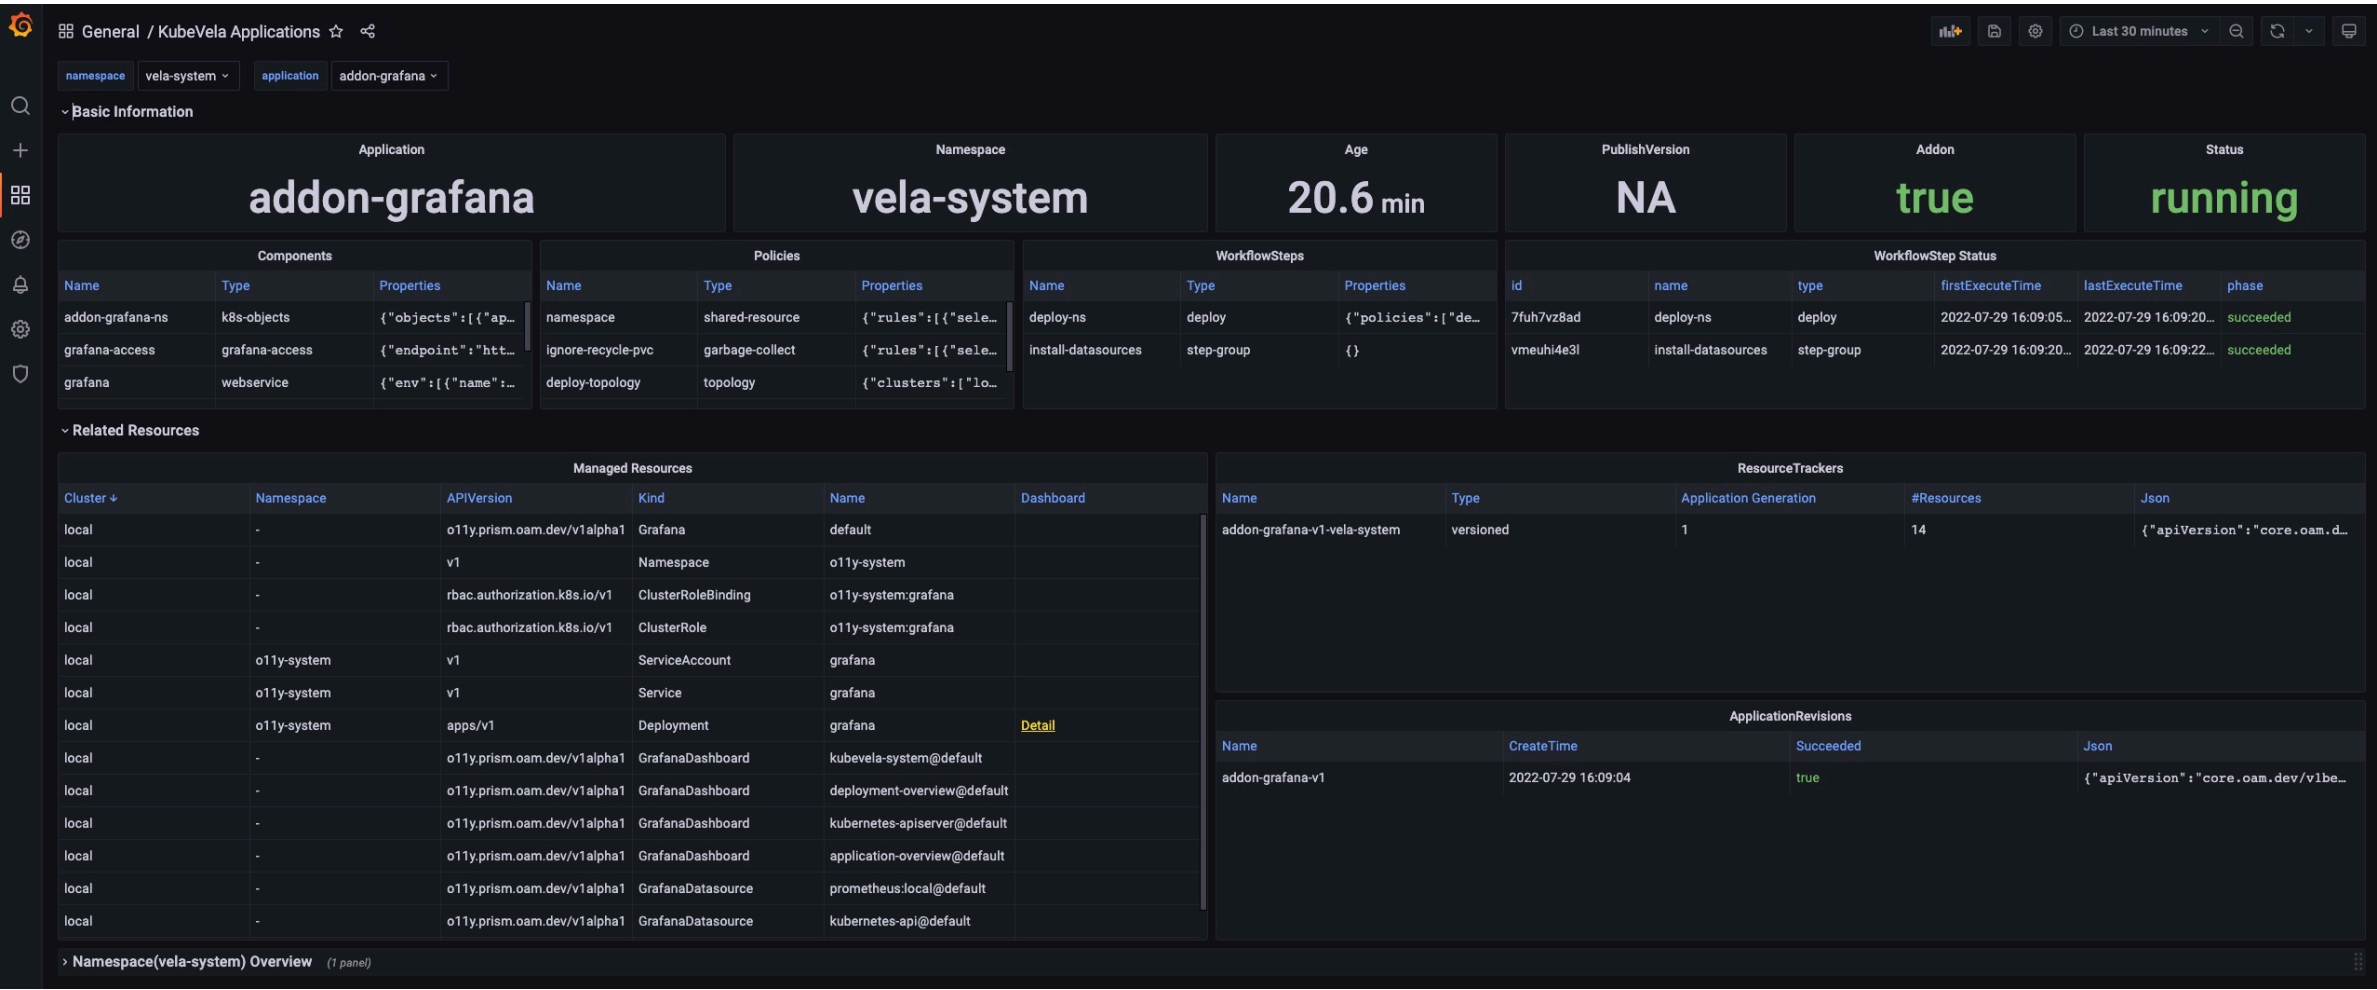 General / KubeVela Applications
Last 30 minutes
namespace vela-system application addon-grafana
Basic Information
Application
addon-grafana
Namespace
vela-system
Age
20.6 min
PublishVersion
NA
Addon
true
Status
running
Components
Name Type Properties
addon-grafana-ns k8s-objects {"objects":[{"ap…
grafana-access grafana-access {"endpoint":"htt…
grafana webservice {"env":[{"name":…
Policies
Name Type Properties
namespace shared-resource {"rules":[{"sele…
ignore-recycle-pvc garbage-collect {"rules":[{"sele…
deploy-topology topology {"clusters":["lo…
WorkflowSteps
Name Type Properties
deploy-ns deploy {"policies":["de…
install-datasources step-group {}
WorkflowStep Status
id name type firstExecuteTime lastExecuteTime phase
7fuh7vz8ad deploy-ns deploy 2022-07-29 16:09:05… 2022-07-29 16:09:20… succeeded
vmeuhi4e3l install-datasources step-group 2022-07-29 16:09:20… 2022-07-29 16:09:22… succeeded
Related Resources
Managed Resources
Cluster Namespace APIVersion Kind Name Dashboard
local - o11y.prism.oam.dev/v1alpha1 Grafana default
local - v1 Namespace o11y-system
local - rbac.authorization.k8s.io/v1 ClusterRoleBinding o11y-system:grafana
local - rbac.authorization.k8s.io/v1 ClusterRole o11y-system:grafana
local o11y-system v1 ServiceAccount grafana
local o11y-system v1 Service grafana
local o11y-system apps/v1 Deployment grafana Detail
local - o11y.prism.oam.dev/v1alpha1 GrafanaDashboard kubevela-system@default
local - o11y.prism.oam.dev/v1alpha1 GrafanaDashboard deployment-overview@default
local - o11y.prism.oam.dev/v1alpha1 GrafanaDashboard kubernetes-apiserver@default
local - o11y.prism.oam.dev/v1alpha1 GrafanaDashboard application-overview@default
local - o11y.prism.oam.dev/v1alpha1 GrafanaDatasource prometheus:local@default
local - o11y.prism.oam.dev/v1alpha1 GrafanaDatasource kubernetes-api@default
ResourceTrackers
Name Type Application Generation #Resources Json
addon-grafana-v1-vela-system versioned 1 14 {"apiVersion":"core.oam.d…
ApplicationRevisions
Name CreateTime Succeeded Json
addon-grafana-v1 2022-07-29 16:09:04 true {"apiVersion":"core.oam.dev/v1be…
Namespace(vela-system) Overview (1 panel)